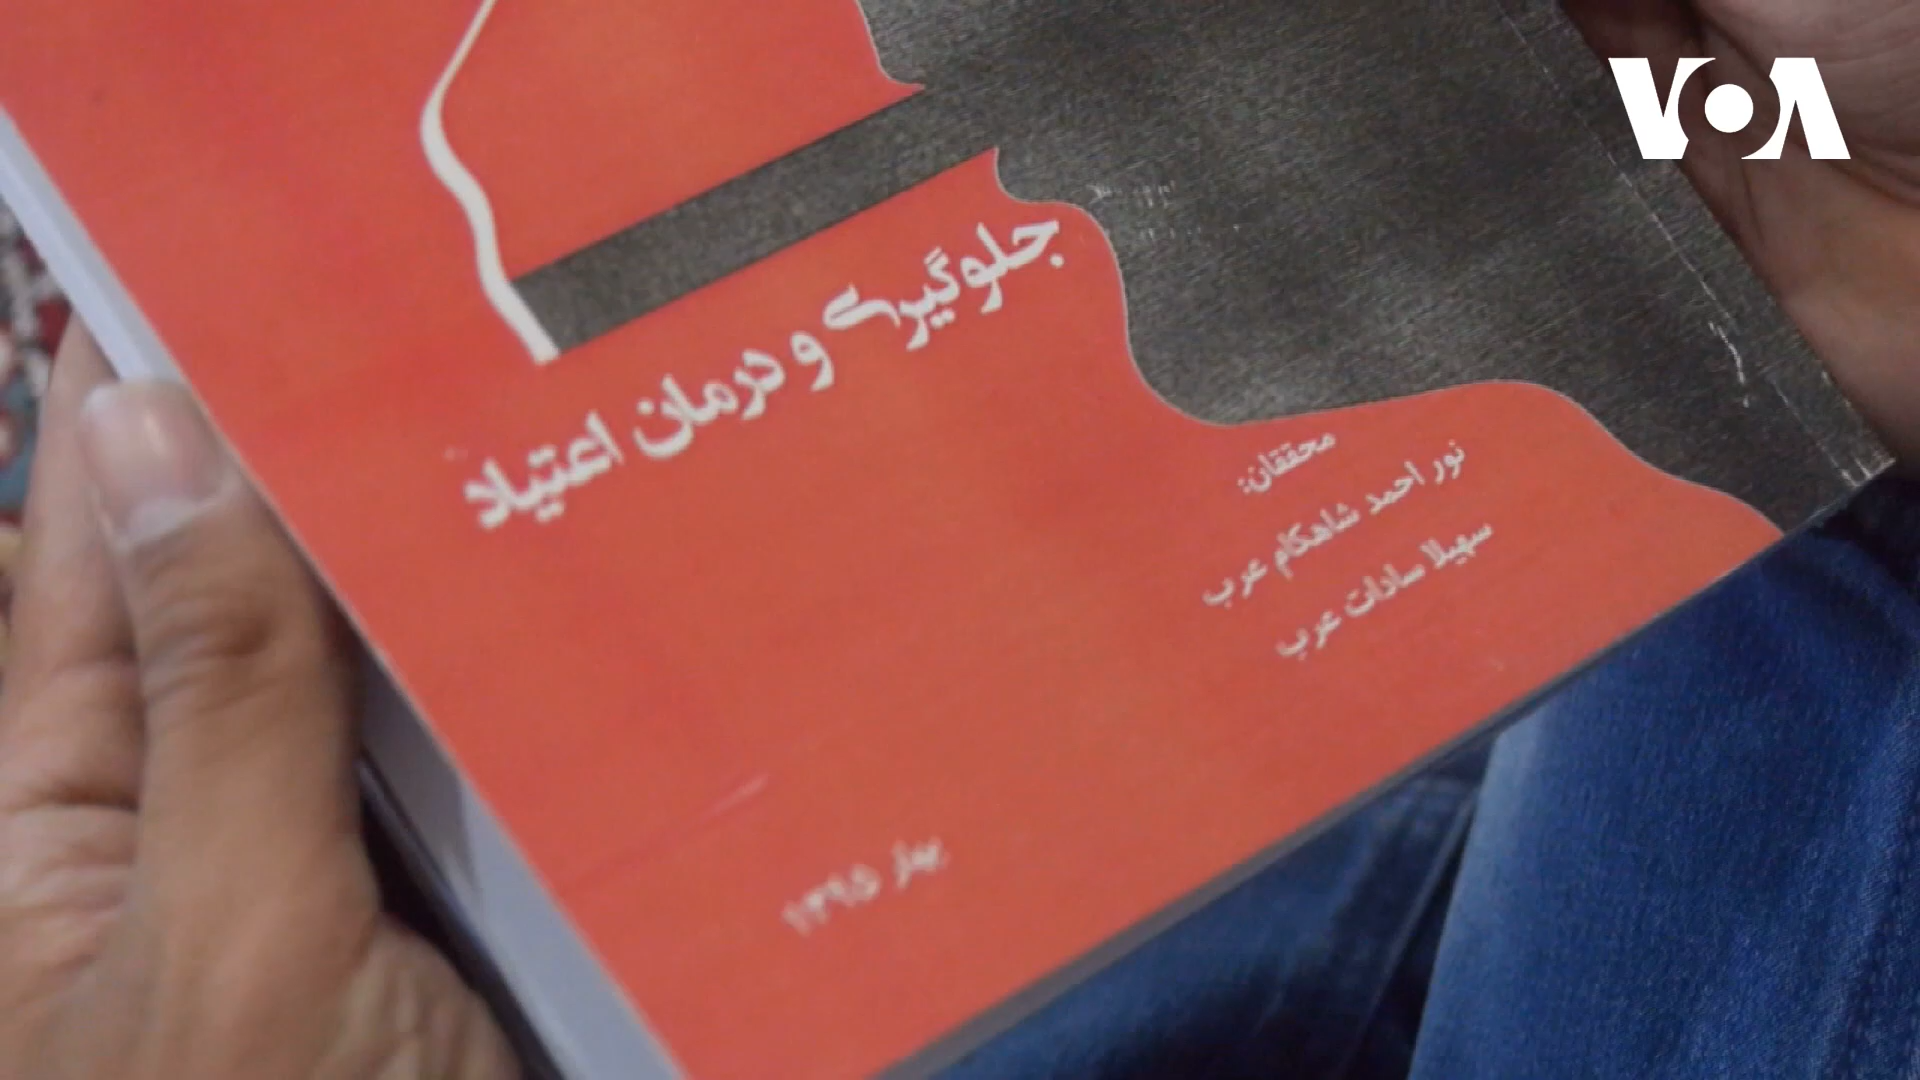 VOA
جلوگیری و درمان اعتیاد
محققان:
نور احمد شاهکام عرب
سهیلا سادات عرب
بهار ۱۳۹۵